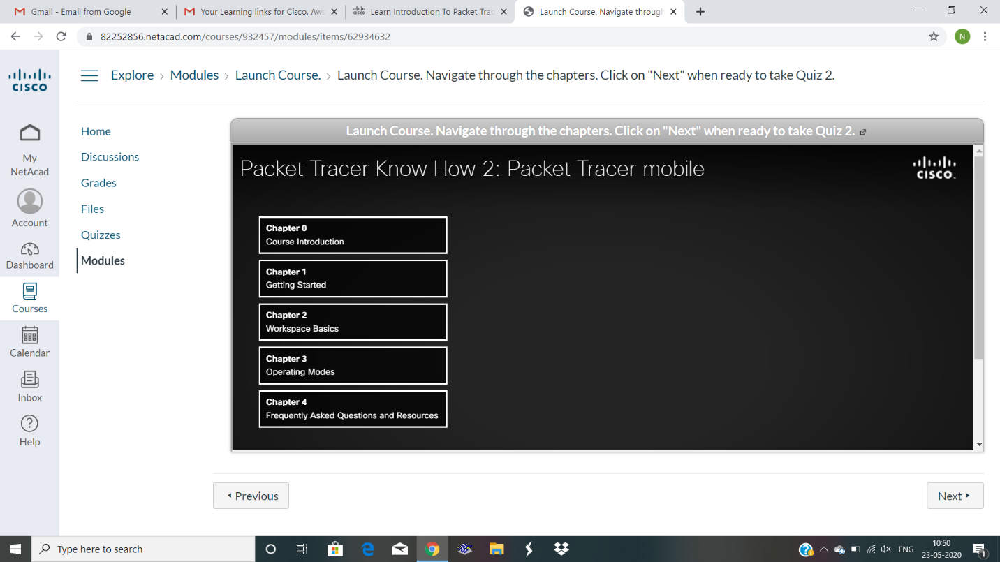 Gmail - Email from Google
Your Learning links for Cisco, Aws
Learn Introduction To Packet Trac
Launch Course. Navigate through
82252856.netacad.com/courses/932457/modules/items/62934632
N
CISCO
Explore › Modules › Launch Course. › Launch Course. Navigate through the chapters. Click on "Next" when ready to take Quiz 2.
My
NetAcad
Account
Dashboard
Courses
Calendar
Inbox
Help
Home
Discussions
Grades
Files
Quizzes
Modules
Launch Course. Navigate through the chapters. Click on "Next" when ready to take Quiz 2.
Packet Tracer Know How 2: Packet Tracer mobile
CISCO.
Chapter 0
Course Introduction
Chapter 1
Getting Started
Chapter 2
Workspace Basics
Chapter 3
Operating Modes
Chapter 4
Frequently Asked Questions and Resources
Previous
Next
Type here to search
ENG
10:50
23-05-2020
1